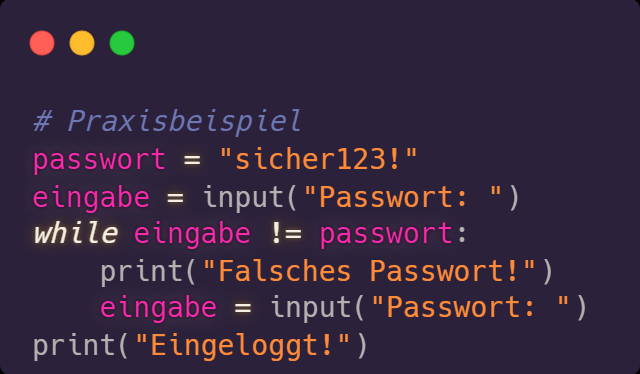 # Praxisbeispiel
passwort = "sicher123!"
eingabe = input("Passwort: ")
while eingabe != passwort:
    print("Falsches Passwort!")
    eingabe = input("Passwort: ")
print("Eingeloggt!")